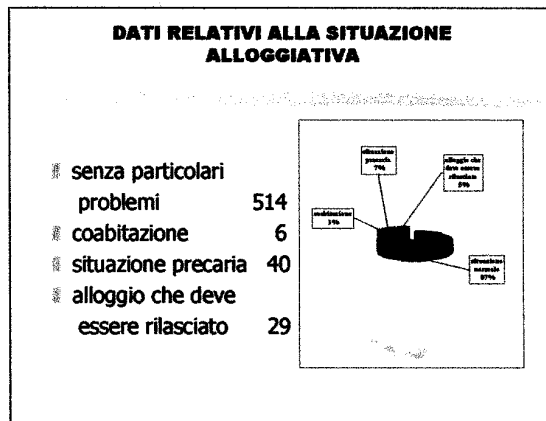 DATI RELATIVI ALLA SITUAZIONE
ALLOGGIATIVA
senza particolari
problemi 514
coabitazione 6
situazione precaria 40
alloggio che deve
essere rilasciato 29
situazione
precaria
7%
alloggio che
deve essere
rilasciato
5%
coabitazione
1%
situazione
normale
87%